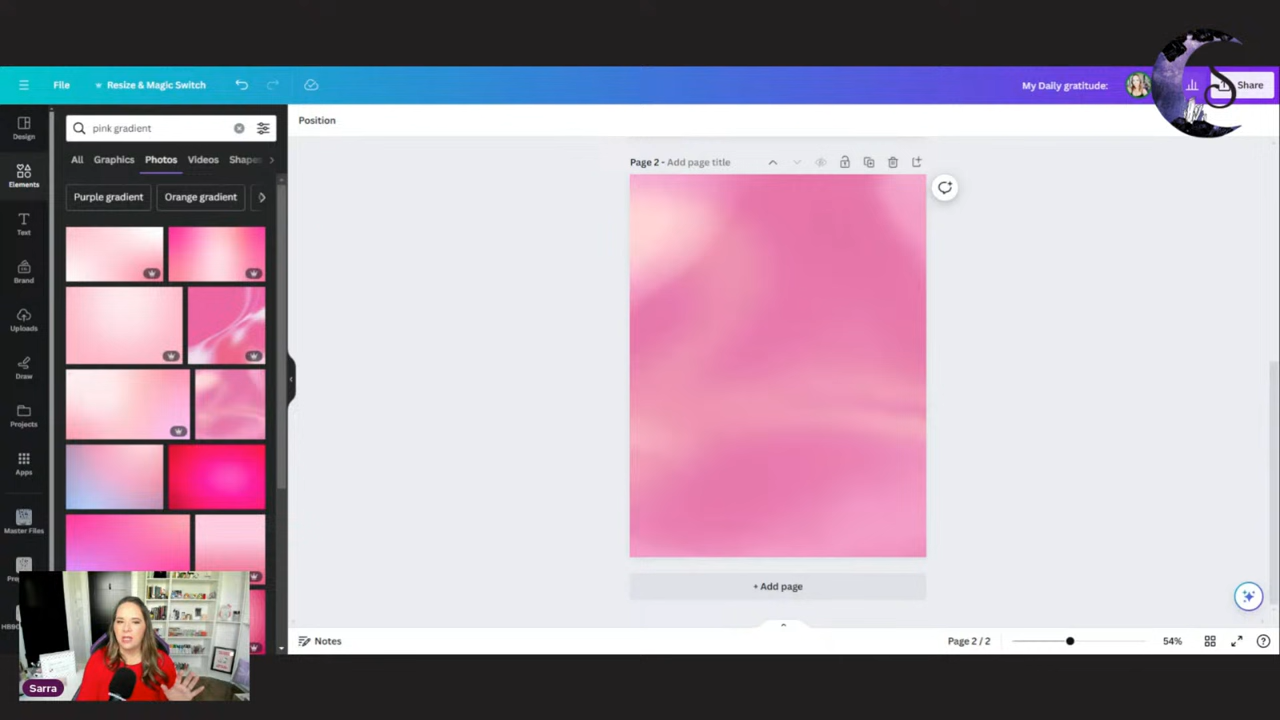 File
Resize & Magic Switch
My Daily gratitude:
Share
Design
Elements
Text
Brand
Uploads
Draw
Projects
Apps
Master Files
pink gradient
All
Graphics
Photos
Videos
Purple gradient
Orange gradient
Position
Page 2 - Add page title
+ Add page
Notes
Page 2 / 2
54%
Sarra